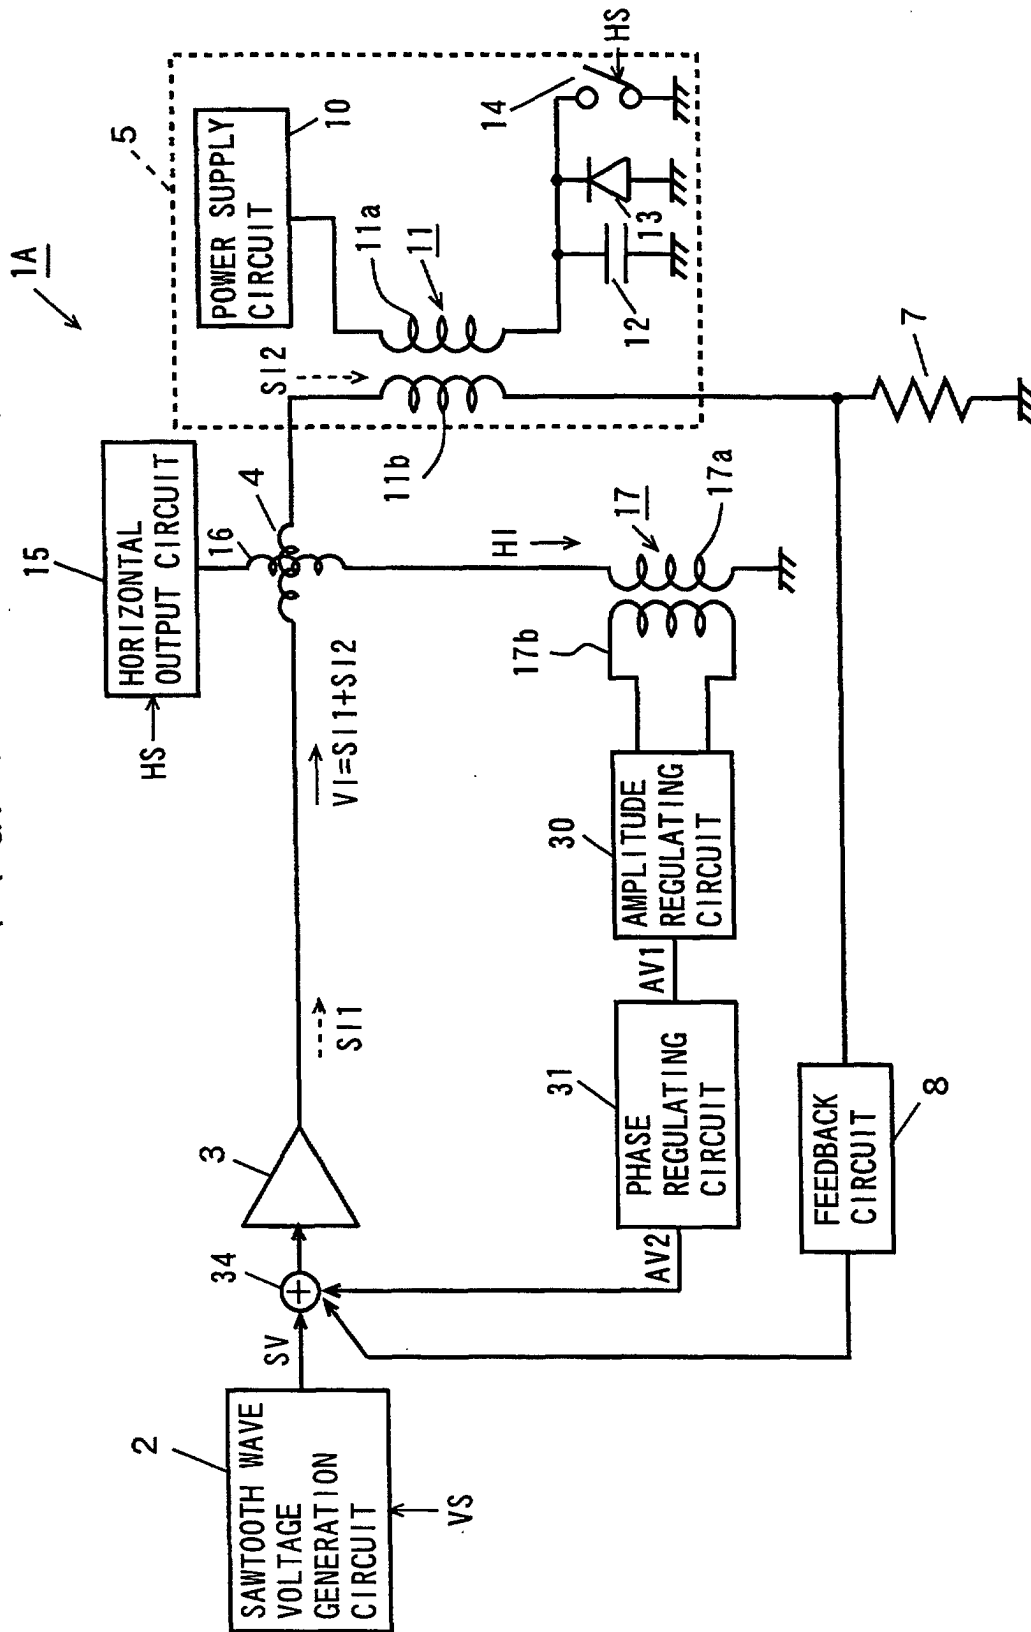 1A
15
HORIZONTAL
OUTPUT CIRCUIT
HS
5
POWER SUPPLY
CIRCUIT
10
SI2
11a
11
11b
14
HS
12
13
16
4
3
SI1
VI=SI1+SI2
HI
17
17a
17b
7
2
SAWTOOTH WAVE
VOLTAGE
GENERATION
CIRCUIT
VS
SV
34
AV2
31
PHASE
REGULATING
CIRCUIT
AV1
30
AMPLITUDE
REGULATING
CIRCUIT
FEEDBACK
CIRCUIT
8